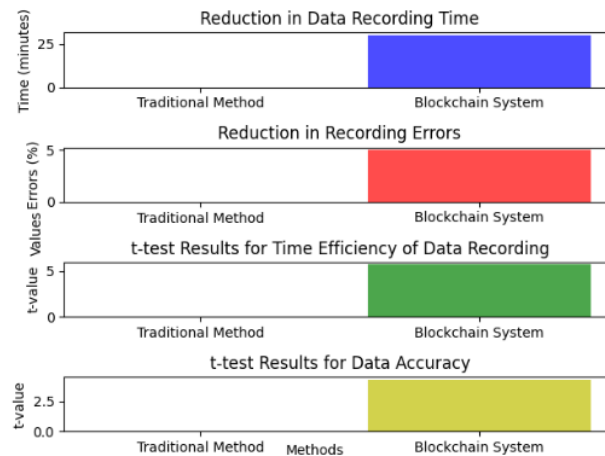 Reduction in Data Recording Time
Time (minutes)
25
0
Traditional Method Blockchain System
Reduction in Recording Errors
Errors (%)
5
0
Traditional Method Blockchain System
Values
t-test Results for Time Efficiency of Data Recording
t-value
5
0
Traditional Method Blockchain System
t-test Results for Data Accuracy
t-value
2.5
0.0
Traditional Method Blockchain System
Methods